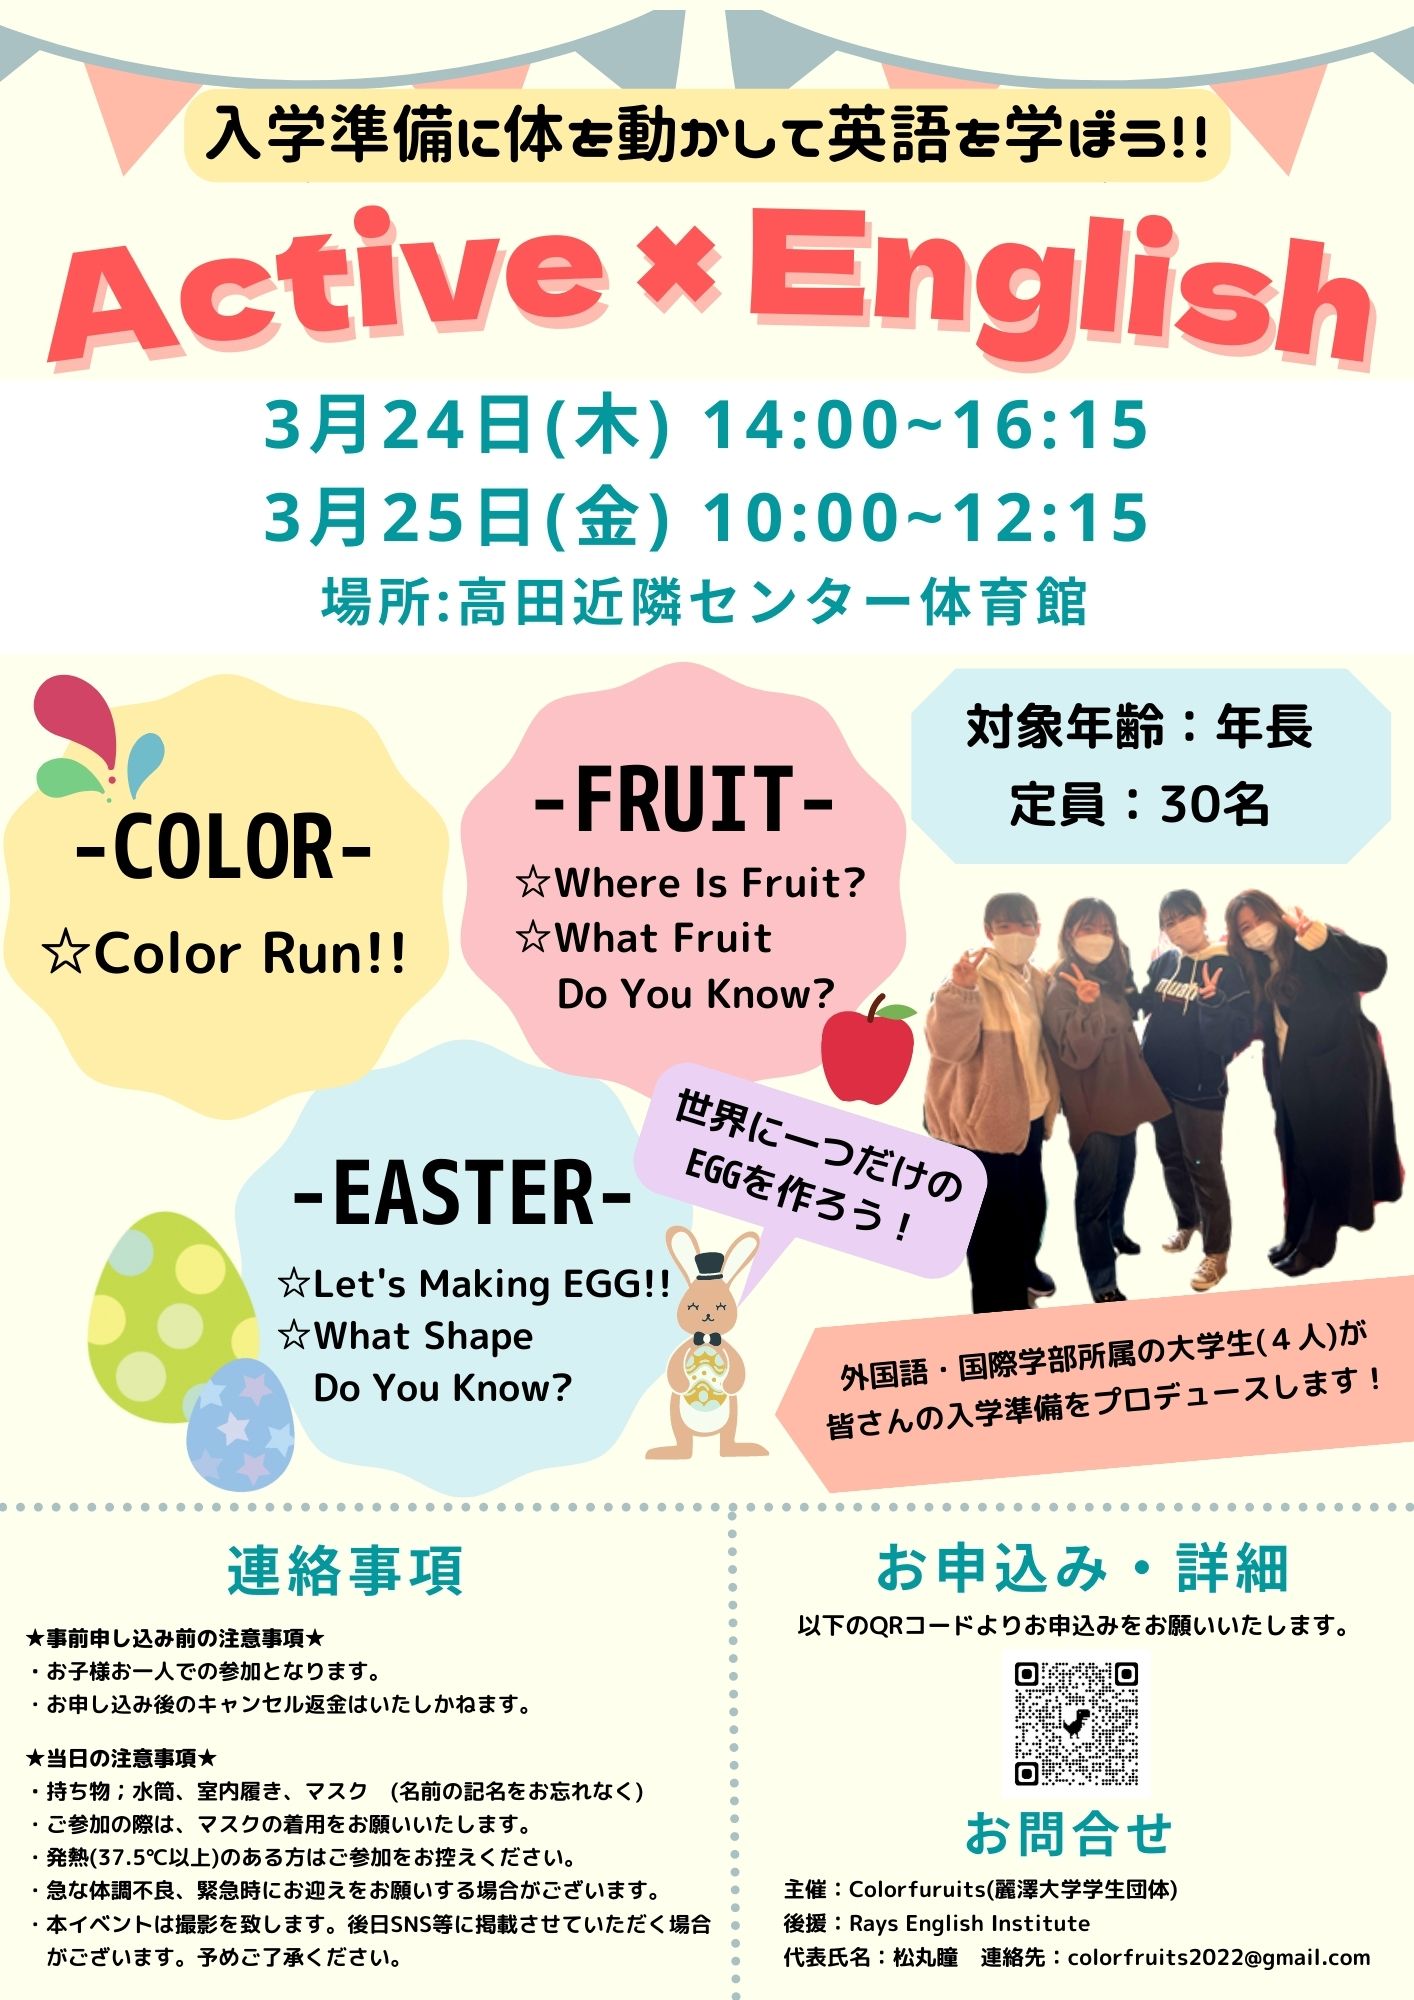 入学準備に体を動かして英語を学ぼう!!
Active×English
3月24日(木) 14:00~16:15
3月25日(金) 10:00~12:15
場所:高田近隣センター体育館
対象年齢：年長
定員：30名
-COLOR-
☆Color Run!!
-FRUIT-
☆Where Is Fruit?
☆What Fruit
Do You Know?
muah
世界に一つだけの
EGGを作ろう！
-EASTER-
☆Let's Making EGG!!
☆What Shape
Do You Know?
外国語・国際学部所属の大学生(４人)が
皆さんの入学準備をプロデュースします！
連絡事項
★事前申し込み前の注意事項★
・お子様お一人での参加となります。
・お申し込み後のキャンセル返金はいたしかねます。
★当日の注意事項★
・持ち物；水筒、室内履き、マスク　(名前の記名をお忘れなく)
・ご参加の際は、マスクの着用をお願いいたします。
・発熱(37.5℃以上)のある方はご参加をお控えください。
・急な体調不良、緊急時にお迎えをお願いする場合がございます。
・本イベントは撮影を致します。後日SNS等に掲載させていただく場合
がございます。予めご了承ください。
お申込み・詳細
以下のQRコードよりお申込みをお願いいたします。
お問合せ
主催：Colorfuruits(麗澤大学学生団体)
後援：Rays English Institute
代表氏名：松丸瞳　連絡先：colorfruits2022@gmail.com